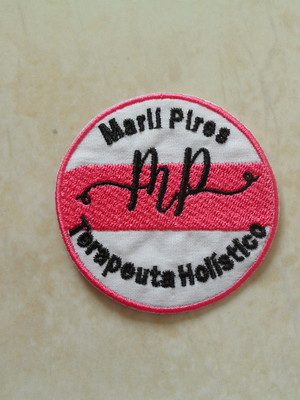 Marli Pires
MP
Terapeuta Holístico